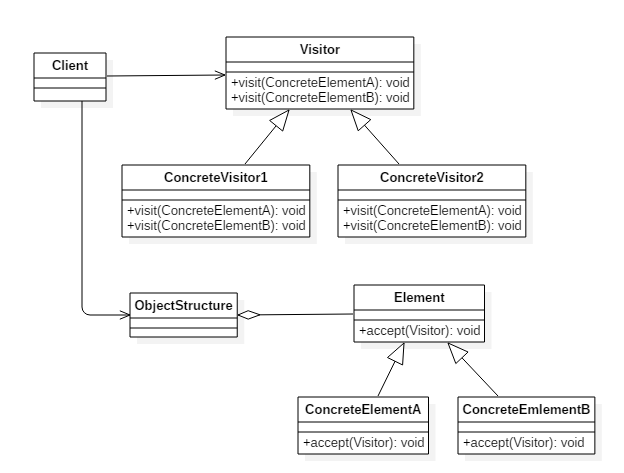 Client
Visitor
+visit(ConcreteElementA): void
+visit(ConcreteElementB): void
ConcreteVisitor1
+visit(ConcreteElementA): void
+visit(ConcreteElementB): void
ConcreteVisitor2
+visit(ConcreteElementA): void
+visit(ConcreteElementB): void
ObjectStructure
Element
+accept(Visitor): void
ConcreteElementA
+accept(Visitor): void
ConcreteEmlementB
+accept(Visitor): void